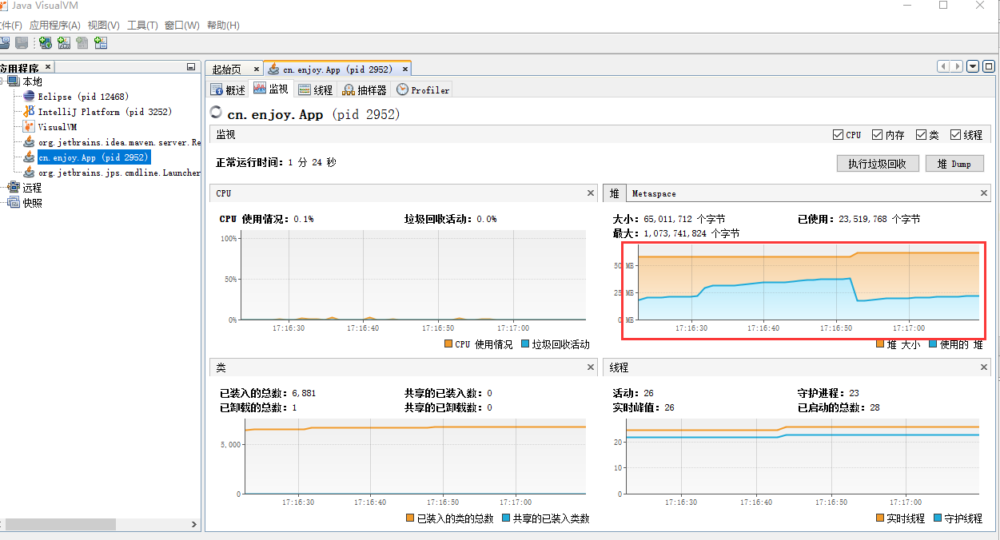 Java VisualVM
件(F) 应用程序(A) 视图(V) 工具(T) 窗口(W) 帮助(H)
应用程序
本地
Eclipse (pid 12468)
IntelliJ Platform (pid 3252)
VisualVM
org.jetbrains.idea.maven.server.Re
cn.enjoy.App (pid 2952)
org.jetbrains.jps.cmdline.Launcher
远程
快照
起始页 cn.enjoy.App (pid 2952)
概述 监视 线程 抽样器 Profiler
cn.enjoy.App (pid 2952)
监视 CPU 内存 类 线程
正常运行时间: 1 分 24 秒 执行垃圾回收 堆 Dump
CPU
CPU 使用情况: 0.1% 垃圾回收活动: 0.0%
100%
50%
0%
17:16:30 17:16:40 17:16:50 17:17:00
CPU 使用情况 垃圾回收活动
堆 Metaspace
大小: 65,011,712 个字节 已使用: 23,519,768 个字节
最大: 1,073,741,824 个字节
50 MB
25 MB
0 MB
17:16:30 17:16:40 17:16:50 17:17:00
堆 大小 使用的 堆
类
已装入的总数: 6,881 共享的已装入数: 0
已卸载的总数: 1 共享的已卸载数: 0
5,000
0
17:16:30 17:16:40 17:16:50 17:17:00
已装入的类的总数 共享的已装入类数
线程
活动: 26 守护进程: 23
实时峰值: 26 已启动的总数: 28
20
10
0
17:16:30 17:16:40 17:16:50 17:17:00
实时线程 守护线程